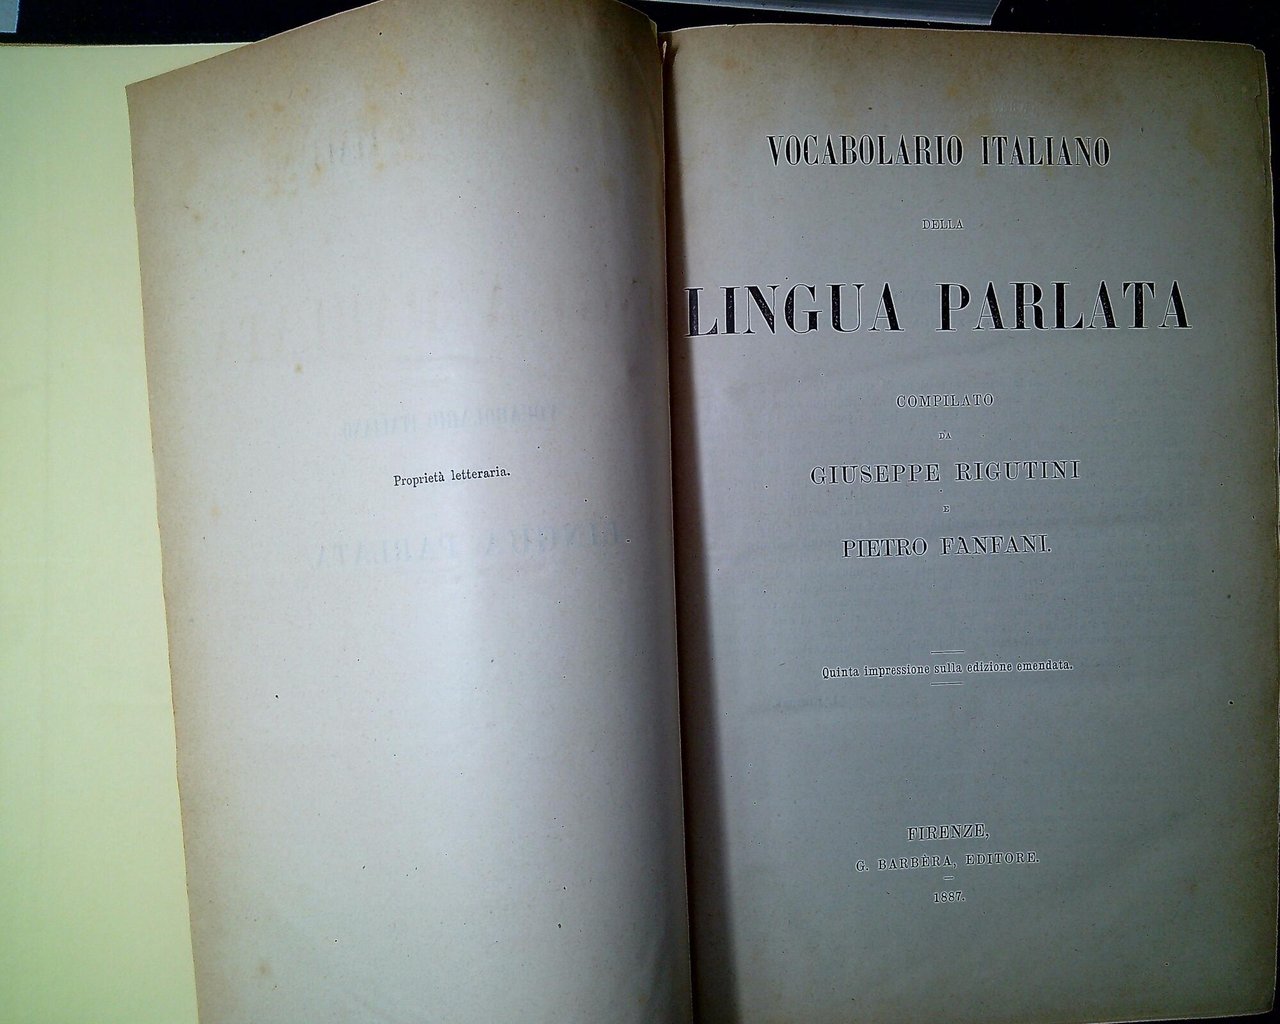 Proprietà letteraria.
VOCABOLARIO ITALIANO
DELLA
LINGUA PARLATA
COMPILATO
DA
GIUSEPPE RIGUTINI
E
PIETRO FANFANI.
Quinta impressione sulla edizione emendata.
FIRENZE,
G. BARBÈRA, EDITORE.
1887.